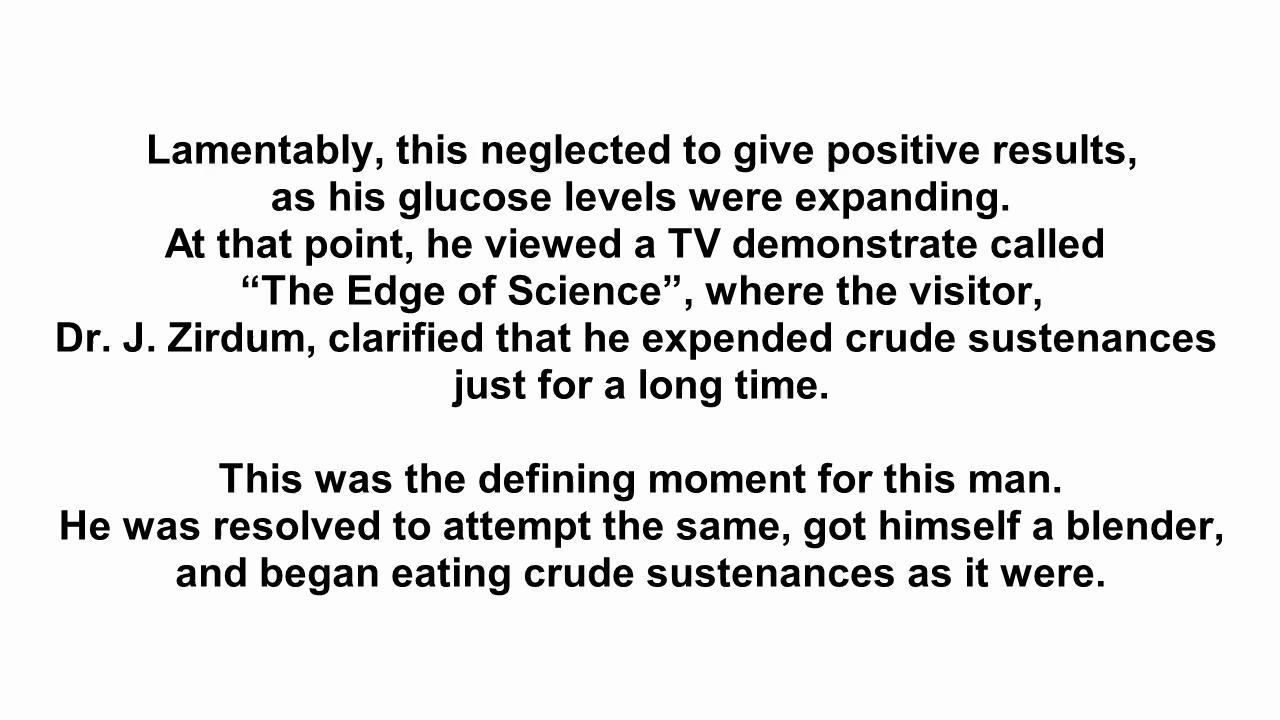 Lamentably, this neglected to give positive results,
as his glucose levels were expanding.
At that point, he viewed a TV demonstrate called
“The Edge of Science”, where the visitor,
Dr. J. Zirdum, clarified that he expended crude sustenances
just for a long time.
This was the defining moment for this man.
He was resolved to attempt the same, got himself a blender,
and began eating crude sustenances as it were.